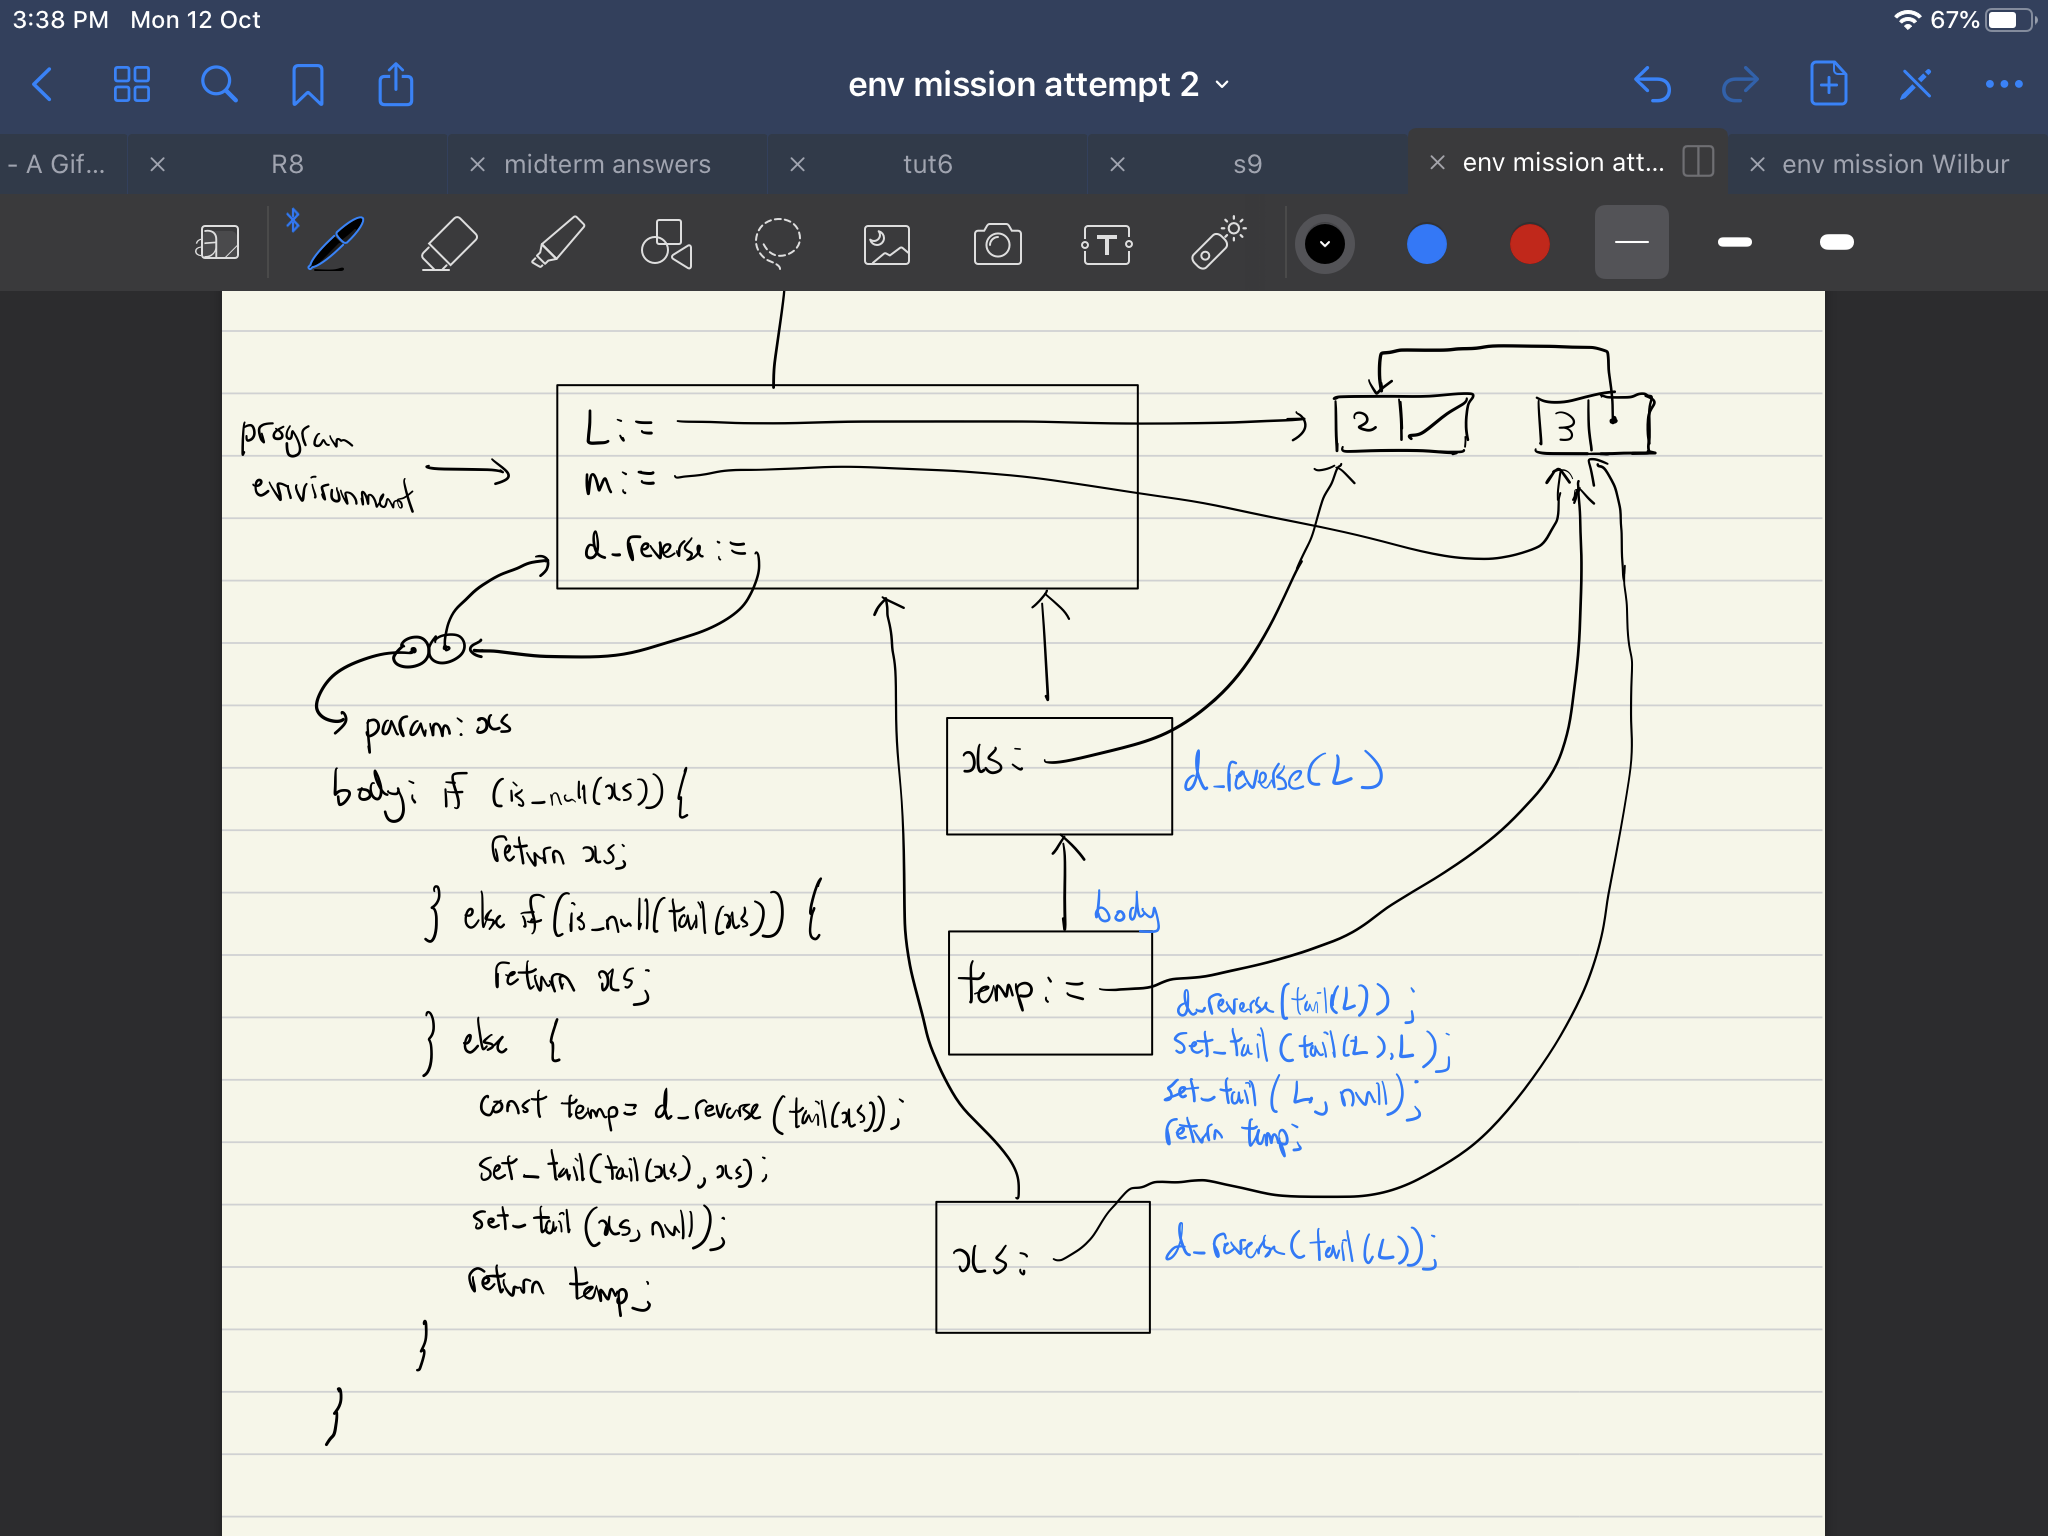 3:38 PM Mon 12 Oct
67%
env mission attempt 2
- A Gif...
R8
midterm answers
tut6
s9
env mission att...
env mission Wilbur
T
program
environment
L :=
m :=
d_reverse :=
2
3
param: xs
body: if (is_null(xs)) {
return xs;
} else if (is_null(tail(xs)) {
return xs;
} else {
const temp = d_reverse (tail(xs));
set_tail(tail(xs), xs);
set_tail (xs, null);
return temp;
}
}
xs:
d_reverse(L)
body
temp :=
d_reverse(tail(L)) ;
set_tail (tail(L), L );
set_tail ( L, null);
return temp;
xs:
d_reverse(tail(L));